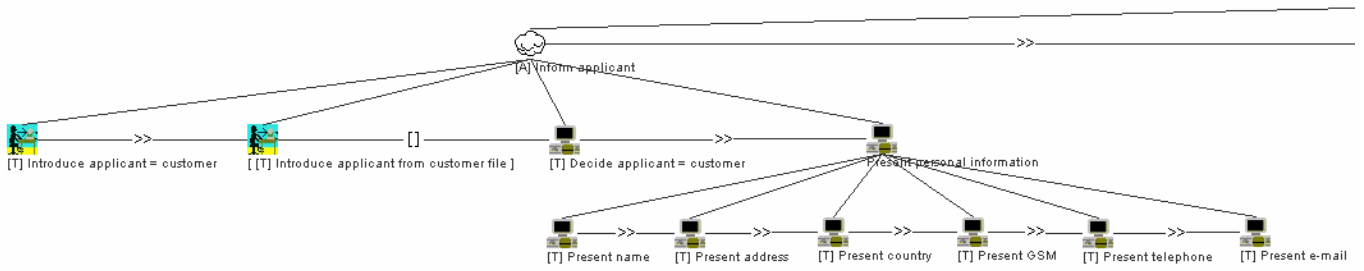 >>
[A] Inform applicant
>> [] >>
[T] Introduce applicant = customer [ [T] Introduce applicant from customer file ] [T] Decide applicant = customer Present personal information
>> >> >> >> >>
[T] Present name [T] Present address [T] Present country [T] Present GSM [T] Present telephone [T] Present e-mail